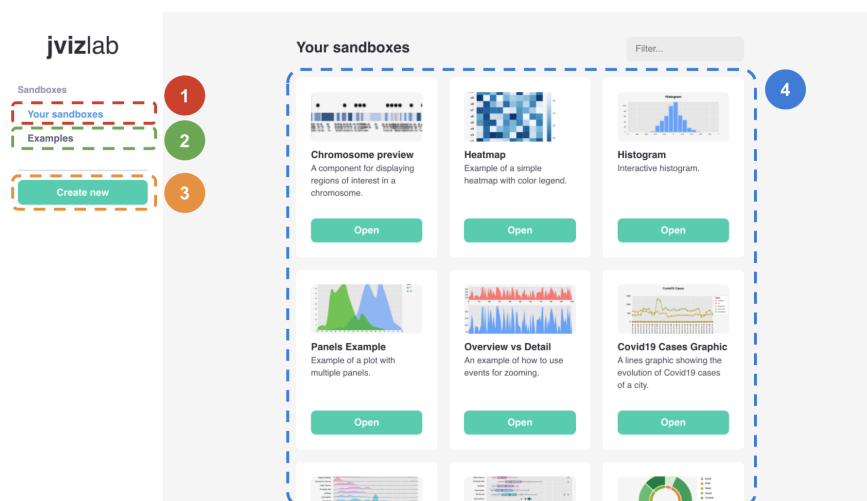 jvizlab
Sandboxes
Your sandboxes
Examples
Create new
1
2
3
4
Your sandboxes
Filter...
Chromosome preview
A component for displaying
regions of interest in a
chromosome.
Open
Heatmap
Example of a simple
heatmap with color legend.
Open
Histogram
Histogram
Interactive histogram.
Open
Panels Example
Example of a plot with
multiple panels.
Open
Overview vs Detail
An example of how to use
events for zooming.
Open
Covid19 Cases
Covid19 Cases Graphic
A lines graphic showing the
evolution of Covid19 cases
of a city.
Open